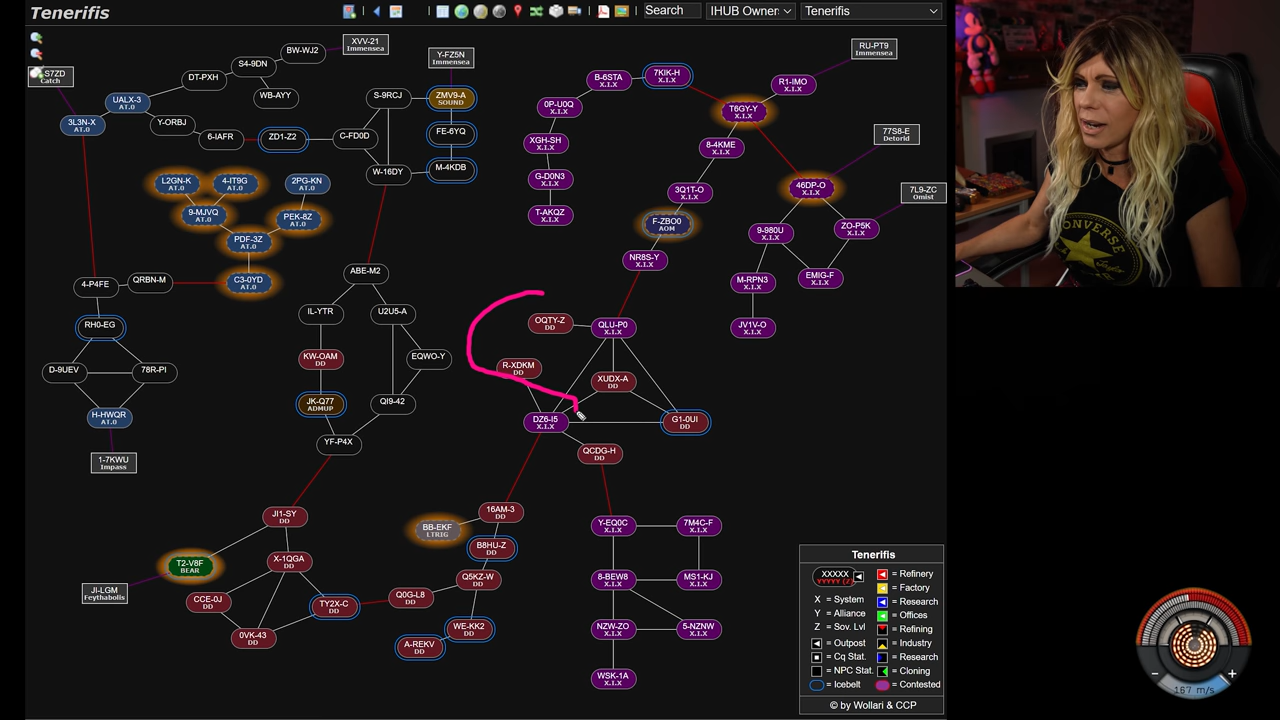 Tenerifis
Search
IHUB Owner
Tenerifis
XVV-21
Immensea
BW-WJ2
S4-9DN
Y-FZ5N
Immensea
RU-PT9
Immensea
S7ZD
Catch
DT-PXH
WB-AYY
B-6STA
X.I.X
7KIK-H
X.I.X
R1-IMO
X.I.X
UALX-3
AT.0
S-9RCJ
ZMV9-A
SOUND
0P-U0Q
X.I.X
T6GY-Y
X.I.X
3L3N-X
AT.0
Y-ORBJ
6-IAFR
ZD1-Z2
C-FD0D
FE-6YQ
XGH-SH
X.I.X
8-4KME
X.I.X
77S8-E
Detorid
W-16DY
M-4KDB
L2GN-K
AT.0
4-IT9G
AT.0
2PG-KN
AT.0
G-D0N3
X.I.X
3Q1T-O
X.I.X
46DP-O
X.I.X
7L9-ZC
Omist
9-MJVQ
AT.0
PEK-8Z
AT.0
T-AKQZ
X.I.X
F-ZBO0
AOM
9-980U
X.I.X
ZO-P5K
X.I.X
PDF-3Z
AT.0
NR8S-Y
X.I.X
4-P4FE
QRBN-M
C3-0YD
AT.0
ABE-M2
M-RPN3
X.I.X
EMIG-F
X.I.X
RH0-EG
IL-YTR
U2U5-A
OQTY-Z
DD
QLU-P0
X.I.X
JV1V-O
X.I.X
D-9UEV
78R-PI
KW-OAM
DD
EQWO-Y
R-XDKM
DD
XUDX-A
DD
H-HWQR
AT.0
JK-Q77
ADMUP
QI9-42
DZ6-I5
X.I.X
G1-0UI
DD
1-7KWU
Impass
YF-P4X
QCDG-H
DD
JI1-SY
DD
BB-EKF
LTRIG
16AM-3
DD
Y-EQ0C
X.I.X
7M4C-F
X.I.X
T2-V8F
BEAR
X-1QGA
DD
B8HU-Z
DD
JI-LGM
Feythabolis
CCE-0J
DD
TY2X-C
DD
Q0G-L8
DD
Q5KZ-W
DD
8-BEW8
X.I.X
MS1-KJ
X.I.X
0VK-43
DD
A-REKV
DD
WE-KK2
DD
NZW-ZO
X.I.X
5-NZNW
X.I.X
WSK-1A
X.I.X
Tenerifis
XXXXX
YYYYY (Z)
X = System
Y = Alliance
Z = Sov. Lvl
= Outpost
= Cq Stat.
= NPC Stat.
= Icebelt
= Refinery
= Factory
= Research
= Offices
= Refining
= Industry
= Research
= Cloning
= Contested
© by Wollari & CCP
CONVERSE
167 m/s